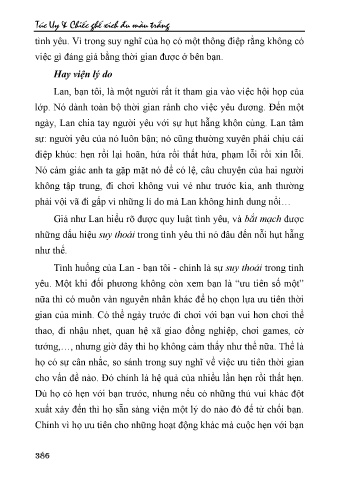 Túc Uy & Chiếc ghế xích đu màu trắng
tình yêu. Vì trong suy nghĩ của họ có một thông điệp rằng không có
việc gì đáng giá bằng thời gian được ở bên bạn.
Hay viện lý do
Lan, bạn tôi, là một người rất ít tham gia vào việc hội họp của
lớp. Nó dành toàn bộ thời gian rảnh cho việc yêu đương. Đến một
ngày, Lan chia tay người yêu với sự hụt hẫng khôn cùng. Lan tâm
sự: người yêu của nó luôn bận; nó cũng thường xuyên phải chịu cái
điệp khúc: hẹn rồi lại hoãn, hứa rồi thất hứa, phạm lỗi rồi xin lỗi.
Nó cảm giác anh ta gặp mặt nó để có lệ, câu chuyện của hai người
không tập trung, đi chơi không vui vẻ như trước kia, anh thường
phải vội vã đi gấp vì những lí do mà Lan không hình dung nổi…
Giá như Lan hiểu rõ được quy luật tình yêu, và bắt mạch được
những dấu hiệu suy thoái trong tình yêu thì nó đâu đến nỗi hụt hẫng
như thế.
Tình huống của Lan - bạn tôi - chính là sự suy thoái trong tình
yêu. Một khi đối phương không còn xem bạn là “ưu tiên số một”
nữa thì có muôn vàn nguyên nhân khác để họ chọn lựa ưu tiên thời
gian của mình. Có thể ngày trước đi chơi với bạn vui hơn chơi thể
thao, đi nhậu nhẹt, quan hệ xã giao đồng nghiệp, chơi games, cờ
tướng,…, nhưng giờ đây thì họ không cảm thấy như thế nữa. Thế là
họ có sự cân nhắc, so sánh trong suy nghĩ về việc ưu tiên thời gian
cho vấn đề nào. Đó chính là hệ quả của nhiều lần hẹn rồi thất hẹn.
Dù họ có hẹn với bạn trước, nhưng nếu có những thú vui khác đột
xuất xảy đến thì họ sẵn sàng viện một lý do nào đó để từ chối bạn.
Chính vì họ ưu tiên cho những hoạt động khác mà cuộc hẹn với bạn
386